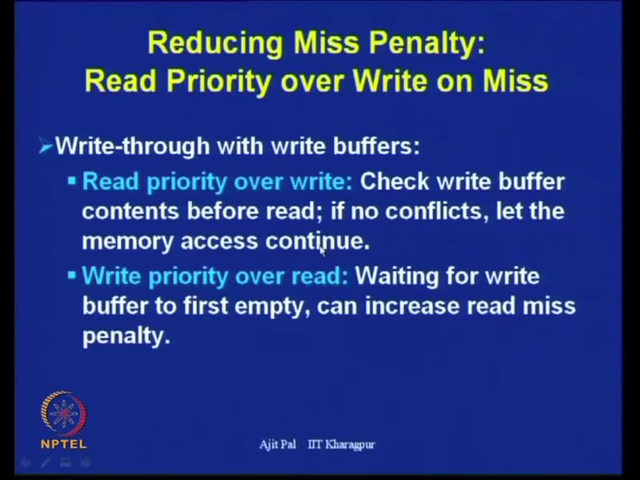 Reducing Miss Penalty:
Read Priority over Write on Miss
Write-through with write buffers:
Read priority over write: Check write buffer
contents before read; if no conflicts, let the
memory access continue.
Write priority over read: Waiting for write
buffer to first empty, can increase read miss
penalty.
NPTEL
Ajit Pal IIT Kharagpur